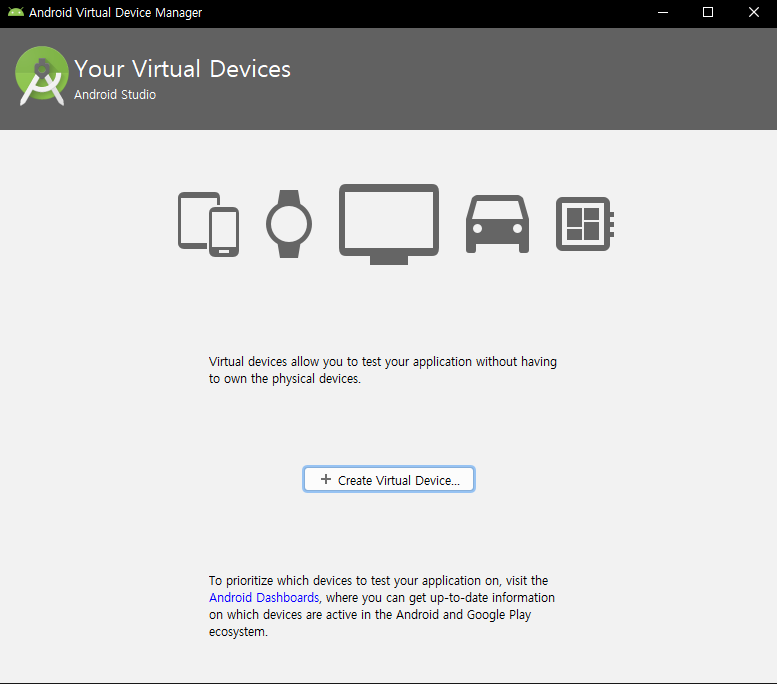 Android Virtual Device Manager
Your Virtual Devices
Android Studio
Virtual devices allow you to test your application without having
to own the physical devices.
Create Virtual Device...
To prioritize which devices to test your application on, visit the
Android Dashboards, where you can get up-to-date information
on which devices are active in the Android and Google Play
ecosystem.